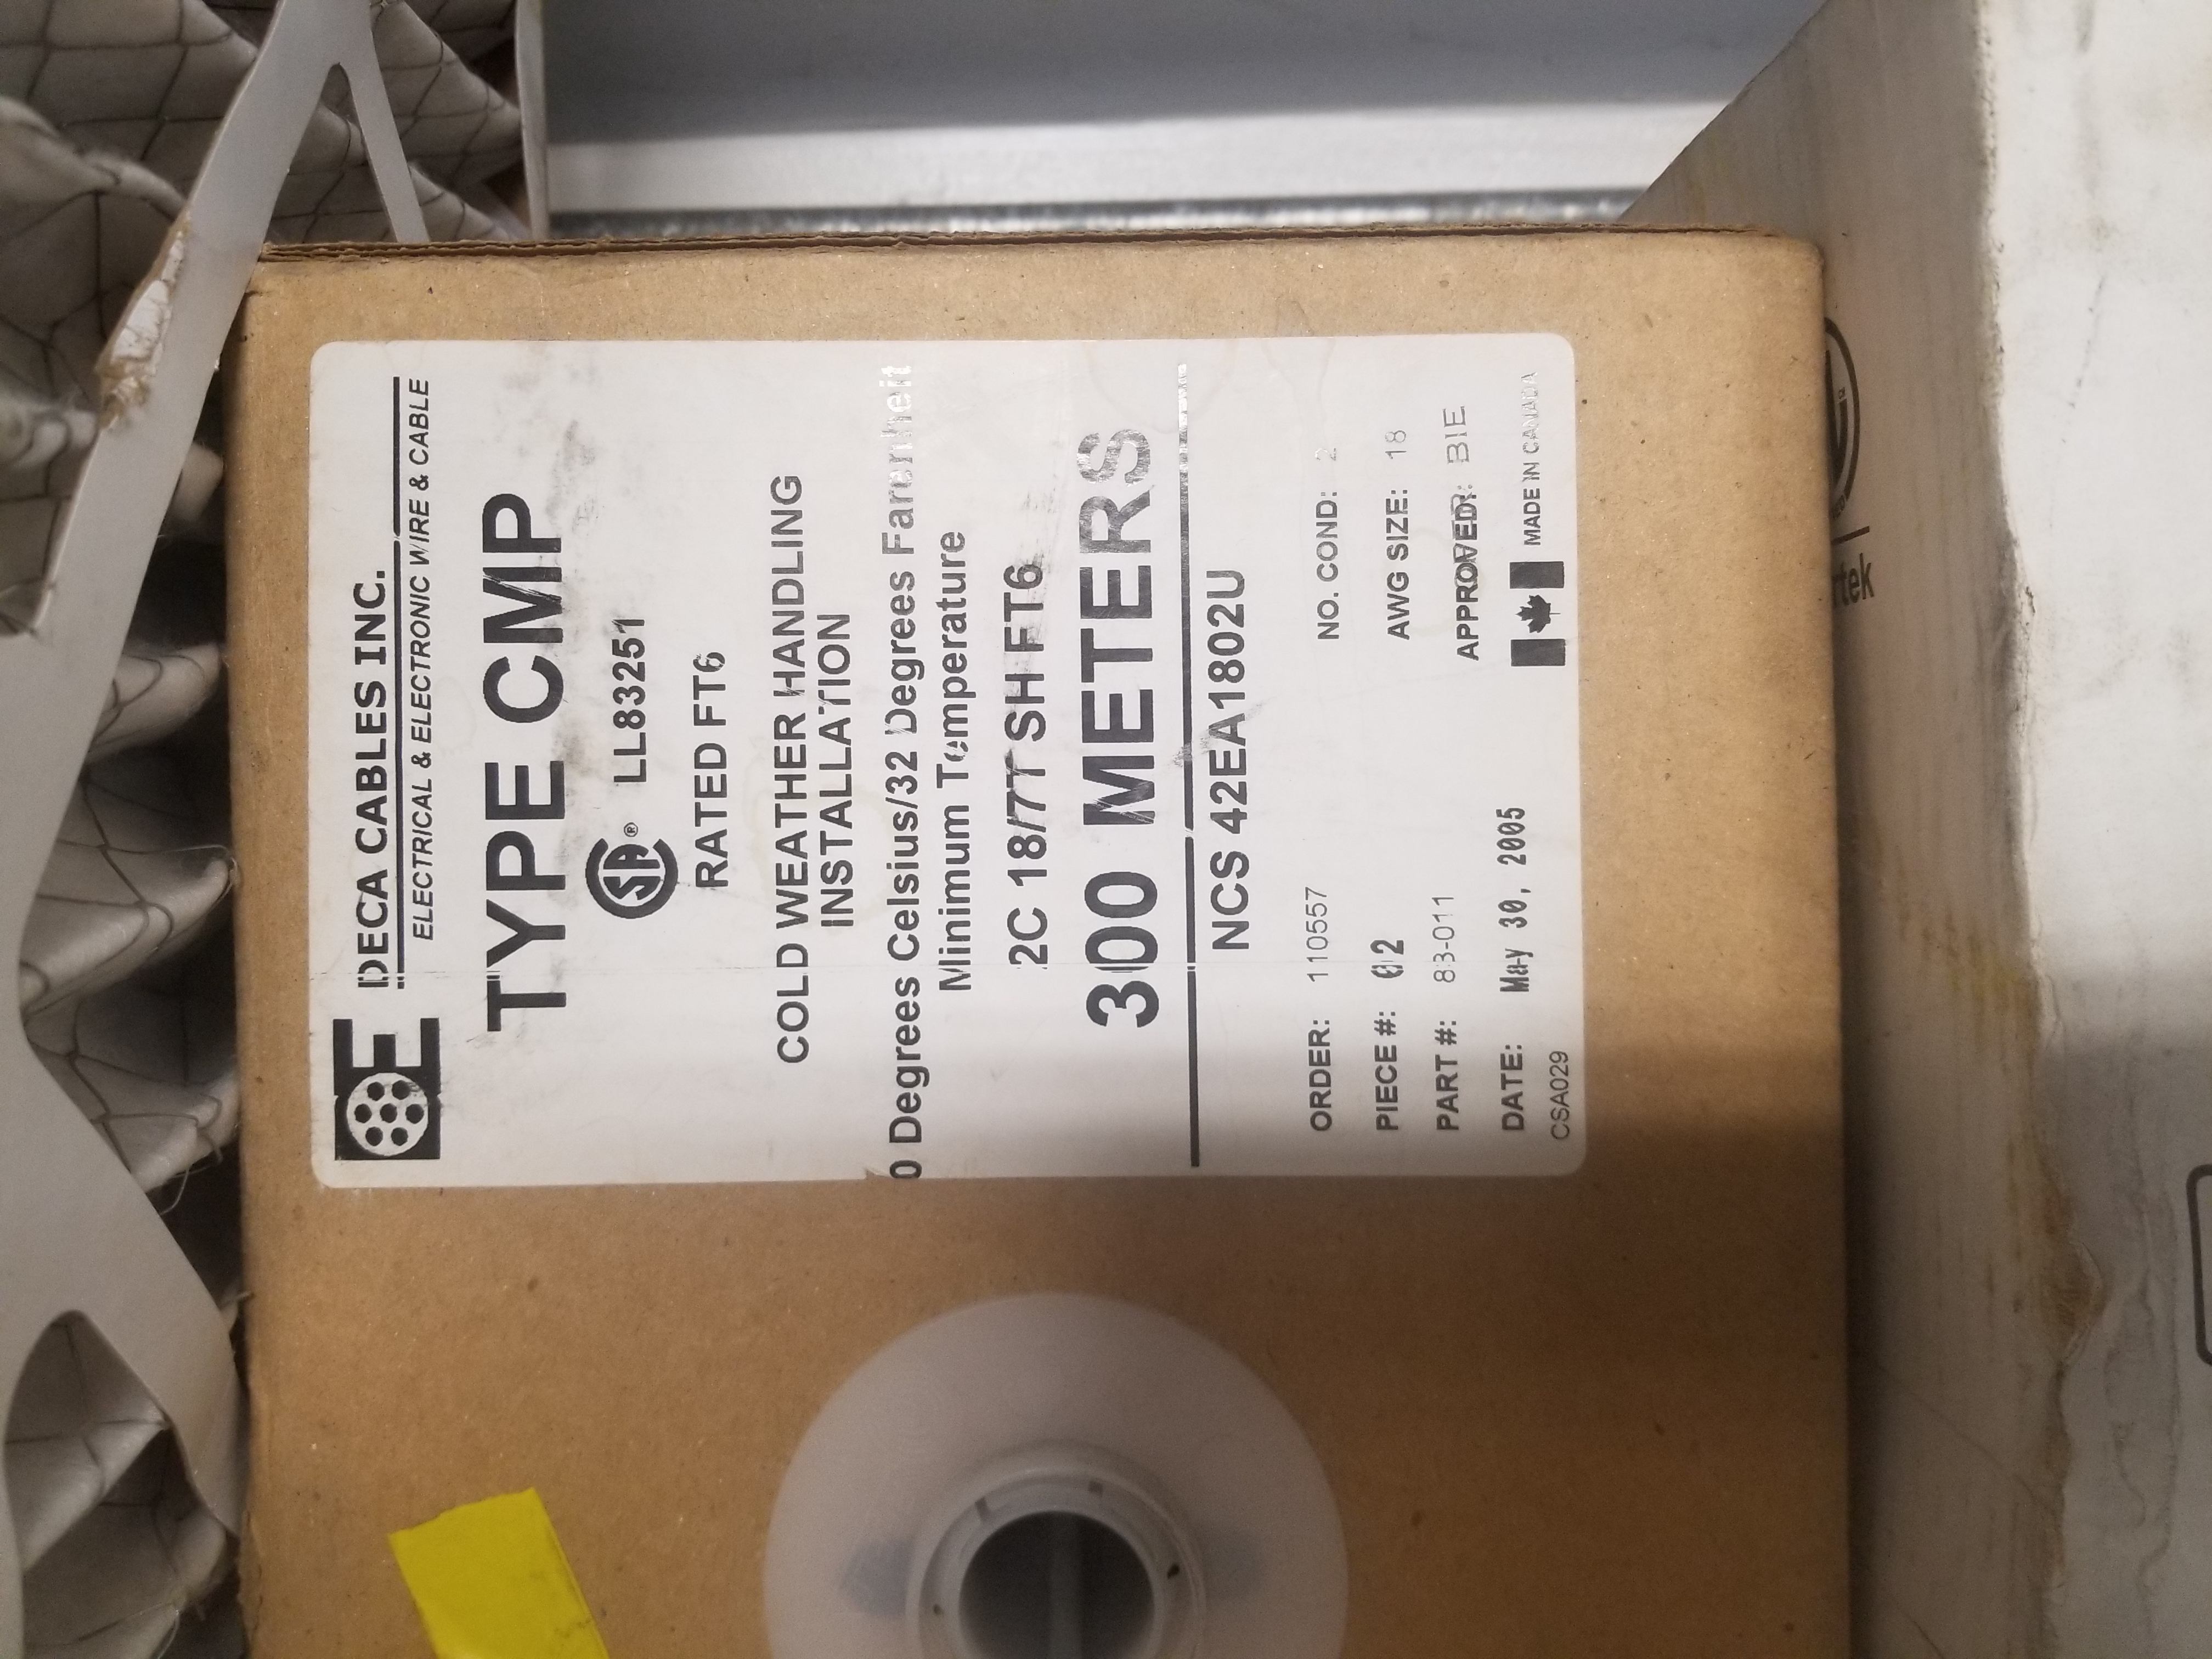 DECA CABLES INC.
ELECTRICAL & ELECTRONIC WIRE & CABLE
TYPE CMP
CSA® LL83251
RATED FT6
COLD WEATHER HANDLING
INSTALLATION
0 Degrees Celsius/32 Degrees Farenheit
Minimum Temperature
2C 18/7T SH FT6
300 METERS
NCS 42EA1802U
ORDER: 110557 NO. COND: 2
PIECE #: 02 AWG SIZE: 18
PART #: 83-011 APPROVED: BIE
DATE: May 30, 2005 MADE IN CANADA
CSA029